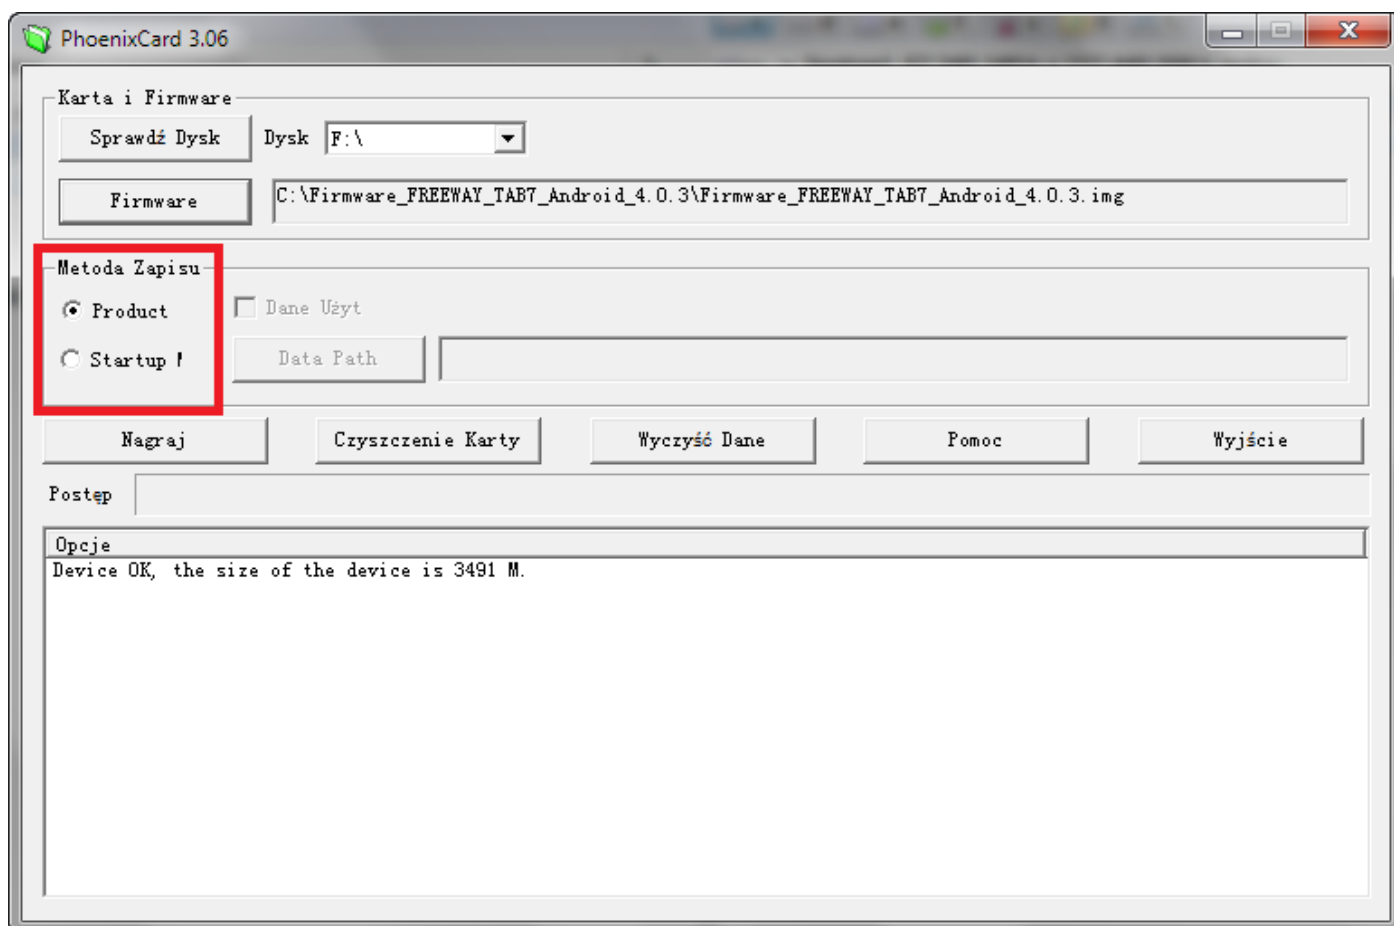 PhoenixCard 3.06
Karta i Firmware
Sprawdź Dysk Dysk F:\
Firmware C:\Firmware_FREEWAY_TAB7_Android_4.0.3\Firmware_FREEWAY_TAB7_Android_4.0.3.img
Metoda Zapisu
Product Dane Użyt
Startup Data Path
Nagraj Czyszczenie Karty Wyczyść Dane Pomoc Wyjście
Postęp
Opcje
Device OK, the size of the device is 3491 M.